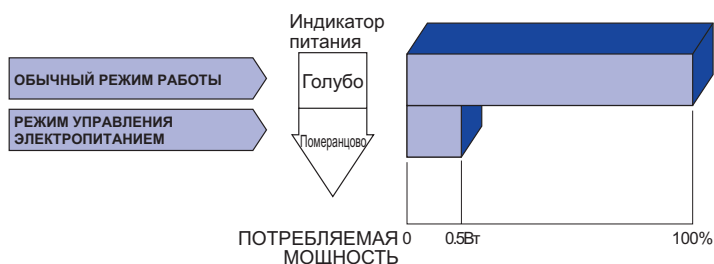 Индикатор
питания
ОБЫЧНЫЙ РЕЖИМ РАБОТЫ
Голубо
РЕЖИМ УПРАВЛЕНИЯ
ЭЛЕКТРОПИТАНИЕМ
Померанцово
ПОТРЕБЛЯЕМАЯ
МОЩНОСТЬ
0 0.5Вт 100%